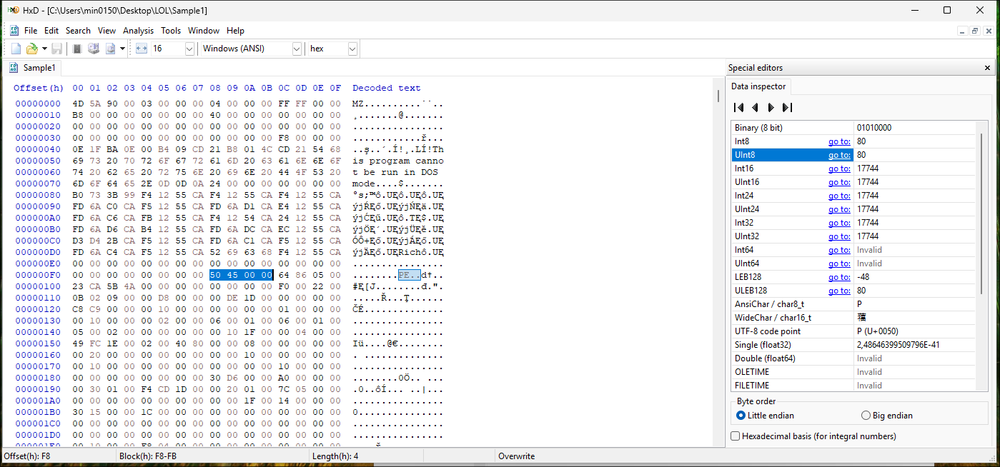 HxD - [C:\Users\min0150\Desktop\LOL\Sample1]
File Edit Search View Analysis Tools Window Help
16 Windows (ANSI) hex
Sample1
Offset(h) 00 01 02 03 04 05 06 07 08 09 0A 0B 0C 0D 0E 0F Decoded text
00000000 4D 5A 90 00 03 00 00 00 04 00 00 00 FF FF 00 00 MZ..........˙˙..
00000010 B8 00 00 00 00 00 00 00 40 00 00 00 00 00 00 00 ¸.......@.......
00000020 00 00 00 00 00 00 00 00 00 00 00 00 00 00 00 00 ................
00000030 00 00 00 00 00 00 00 00 00 00 00 00 F8 00 00 00 ............ř...
00000040 0E 1F BA 0E 00 B4 09 CD 21 B8 01 4C CD 21 54 68 ..ş..´.Í!¸.LÍ!Th
00000050 69 73 20 70 72 6F 67 72 61 6D 20 63 61 6E 6E 6F is program canno
00000060 74 20 62 65 20 72 75 6E 20 69 6E 20 44 4F 53 20 t be run in DOS
00000070 6D 6F 64 65 2E 0D 0D 0A 24 00 00 00 00 00 00 00 mode....$.......
00000080 B0 73 3B 99 F4 12 55 CA F4 12 55 CA F4 12 55 CA °s;™ô.UĘô.UĘô.UĘ
00000090 FD 6A C0 CA F5 12 55 CA FD 6A D1 CA E4 12 55 CA ýjŔĘő.UĘýjŃĘä.UĘ
000000A0 FD 6A C6 CA FB 12 55 CA F4 12 54 CA 24 12 55 CA ýjĆĘű.UĘô.TĘ$.UĘ
000000B0 FD 6A D6 CA B4 12 55 CA FD 6A DC CA EC 12 55 CA ýjÖĘ´.UĘýjÜĘě.UĘ
000000C0 D3 D4 2B CA F5 12 55 CA FD 6A C1 CA F5 12 55 CA ÓÔ+Ęő.UĘýjÁĘő.UĘ
000000D0 FD 6A C4 CA F5 12 55 CA 52 69 63 68 F4 12 55 CA ýjÄĘő.UĘRichô.UĘ
000000E0 00 00 00 00 00 00 00 00 00 00 00 00 00 00 00 00 ................
000000F0 00 00 00 00 00 00 00 00 50 45 00 00 64 86 05 00 ........PE..d†..
00000100 23 CA 5B 4A 00 00 00 00 00 00 00 00 F0 00 22 00 #Ę[J........đ.".
00000110 0B 02 09 00 00 D8 00 00 00 DE 1D 00 00 00 00 00 .....Ř...Ţ......
00000120 C8 C9 00 00 00 10 00 00 00 00 00 00 01 00 00 00 ČÉ..............
00000130 00 10 00 00 00 02 00 00 06 00 01 00 06 00 01 00 ................
00000140 05 00 02 00 00 00 00 00 00 10 1F 00 00 04 00 00 ................
00000150 49 FC 1E 00 02 00 40 80 00 00 08 00 00 00 00 00 Iü....@€........
00000160 00 20 00 00 00 00 00 00 00 00 10 00 00 00 00 00 . ..............
00000170 00 10 00 00 00 00 00 00 00 00 00 00 10 00 00 00 ................
00000180 00 00 00 00 00 00 00 00 30 D6 00 00 A0 00 00 00 ........0Ö.. ...
00000190 00 30 01 00 F4 CD 1D 00 00 20 01 00 7C 05 00 00 .0..ôÍ... ..|...
000001A0 00 00 00 00 00 00 00 00 00 00 1F 00 14 00 00 00 ................
000001B0 30 15 00 00 1C 00 00 00 00 00 00 00 00 00 00 00 0...............
000001C0 00 00 00 00 00 00 00 00 00 00 00 00 00 00 00 00 ................
000001D0 00 00 00 00 00 00 00 00 00 00 00 00 00 00 00 00 ................
Special editors
Data inspector
Binary (8 bit) 01010000
Int8 go to: 80
UInt8 go to: 80
Int16 go to: 17744
UInt16 go to: 17744
Int24 go to: 17744
UInt24 go to: 17744
Int32 go to: 17744
UInt32 go to: 17744
Int64 go to: Invalid
UInt64 go to: Invalid
LEB128 go to: -48
ULEB128 go to: 80
AnsiChar / char8_t P
WideChar / char16_t
UTF-8 code point P (U+0050)
Single (float32) 2,48646399509796E-41
Double (float64) Invalid
OLETIME Invalid
FILETIME Invalid
Byte order
Little endian Big endian
Hexadecimal basis (for integral numbers)
Offset(h): F8 Block(h): F8-FB Length(h): 4 Overwrite